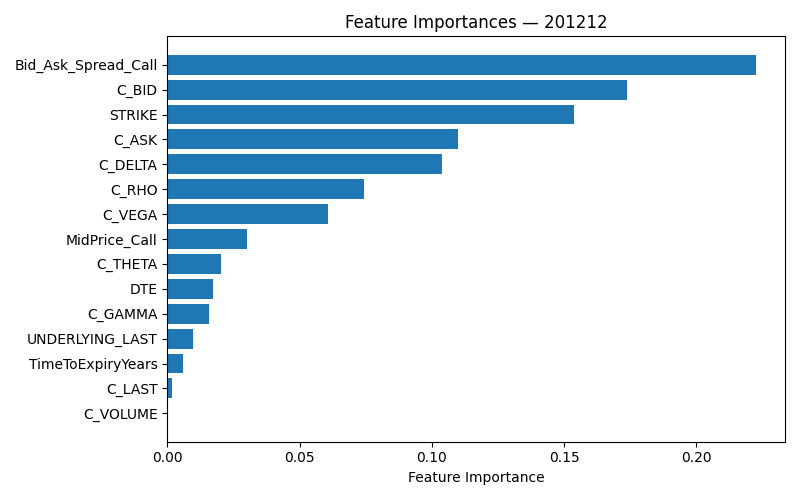 Feature Importances — 201212
Bid_Ask_Spread_Call
C_BID
STRIKE
C_ASK
C_DELTA
C_RHO
C_VEGA
MidPrice_Call
C_THETA
DTE
C_GAMMA
UNDERLYING_LAST
TimeToExpiryYears
C_LAST
C_VOLUME
0.00 0.05 0.10 0.15 0.20
Feature Importance